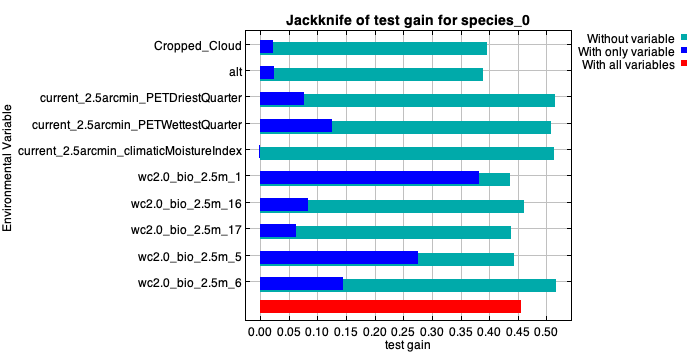 Jackknife of test gain for species_0
Without variable
With only variable
With all variables
Environmental Variable
Cropped_Cloud
alt
current_2.5arcmin_PETDriestQuarter
current_2.5arcmin_PETWettestQuarter
current_2.5arcmin_climaticMoistureIndex
wc2.0_bio_2.5m_1
wc2.0_bio_2.5m_16
wc2.0_bio_2.5m_17
wc2.0_bio_2.5m_5
wc2.0_bio_2.5m_6
0.00 0.05 0.10 0.15 0.20 0.25 0.30 0.35 0.40 0.45 0.50
test gain